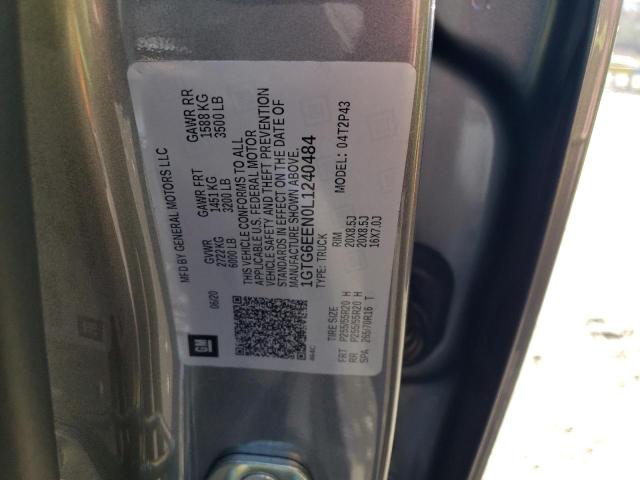 MFD BY GENERAL MOTORS LLC
06/20 GVWR GAWR FRT GAWR RR
2722 KG 1451 KG 1588 KG
6000 LB 3200 LB 3500 LB
THIS VEHICLE CONFORMS TO ALL
APPLICABLE U.S. FEDERAL MOTOR
VEHICLE SAFETY AND THEFT PREVENTION
STANDARDS IN EFFECT ON THE DATE OF
MANUFACTURE SHOWN ABOVE.
1GTG6EEN0L1240484
TYPE: TRUCK MODEL: 04T2P43
GM
TIRE SIZE RIM
FRT P255/55R20 H 20X8.5J
RR P255/55R20 H 20X8.5J
SPA 265/70R16 T 16X7.0J